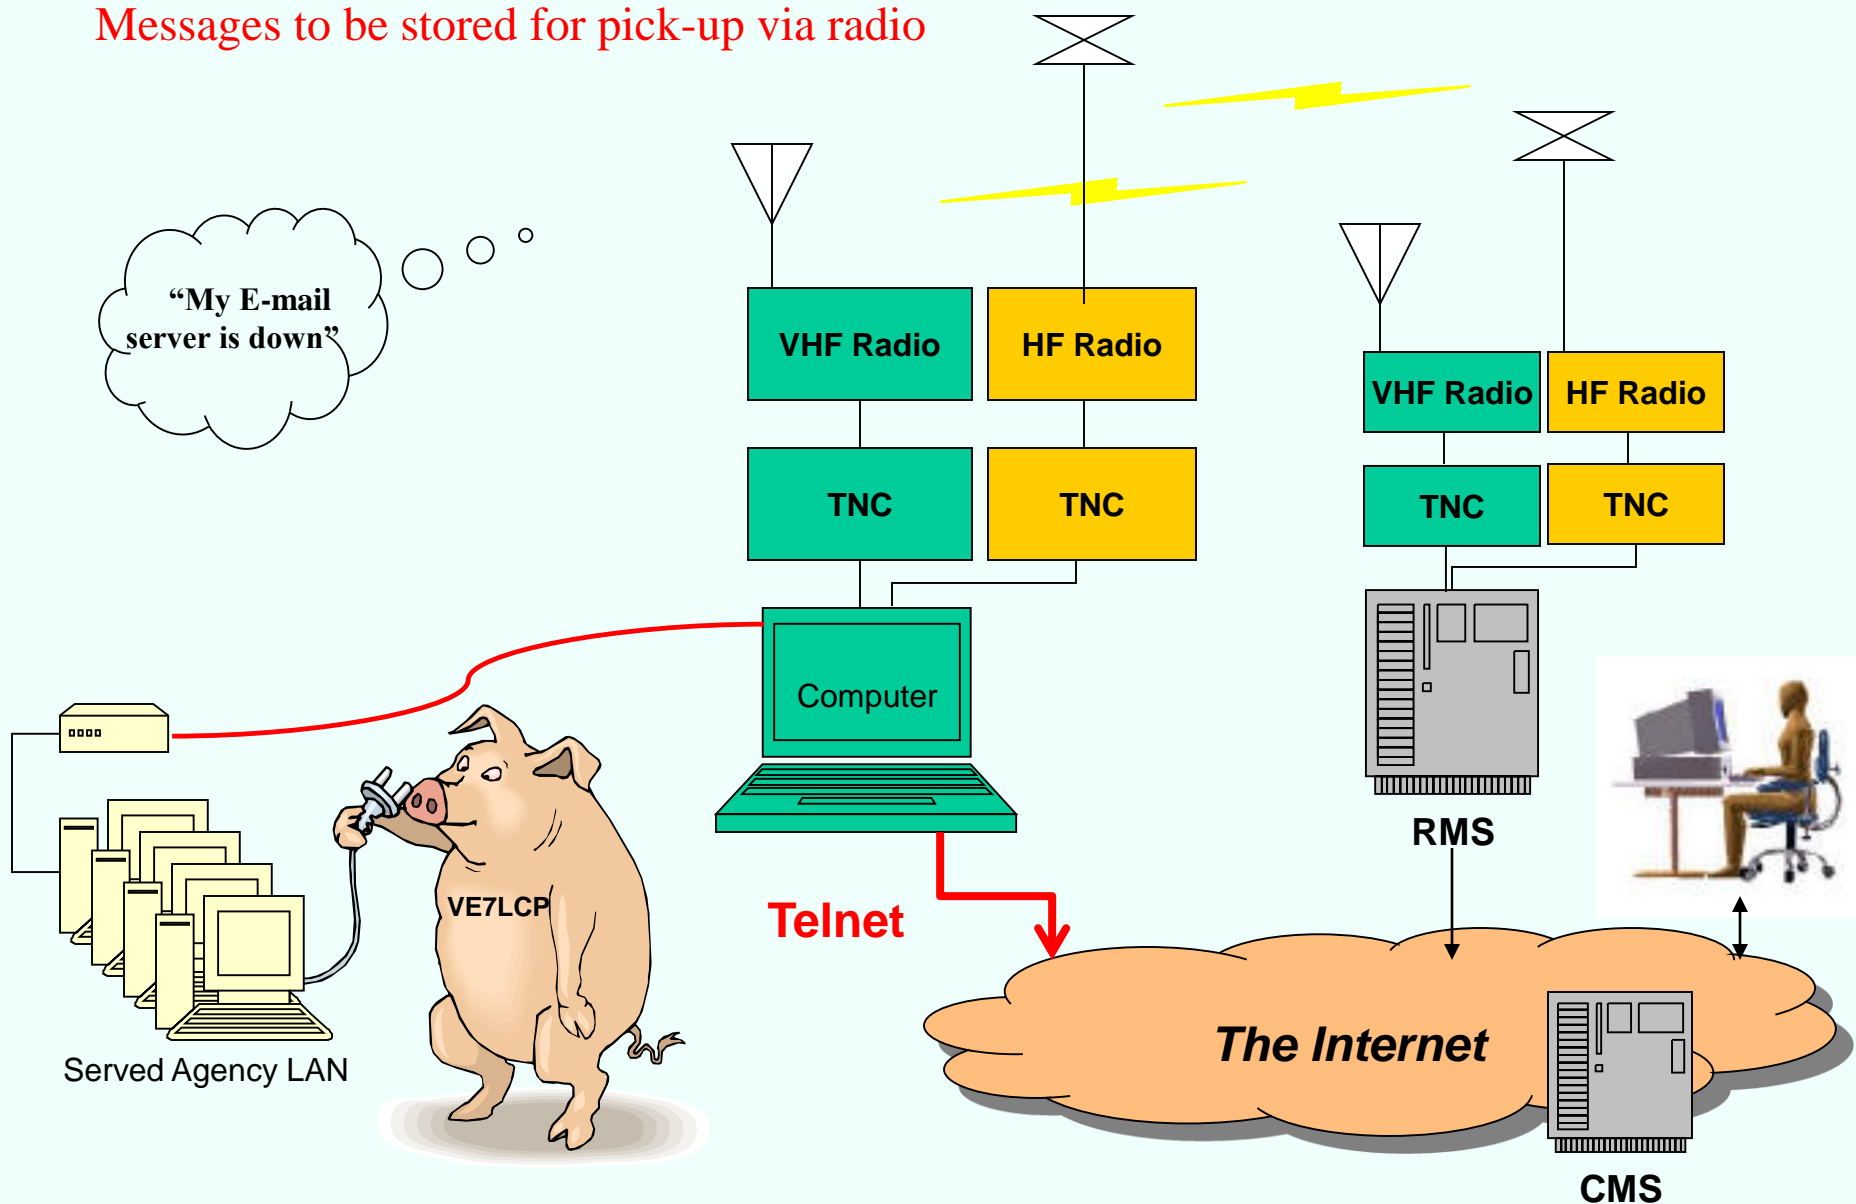 Messages to be stored for pick-up via radio
“My E-mail
server is down”
VHF Radio
HF Radio
TNC
TNC
VHF Radio
HF Radio
TNC
TNC
Computer
RMS
VE7LCP
Telnet
The Internet
Served Agency LAN
CMS